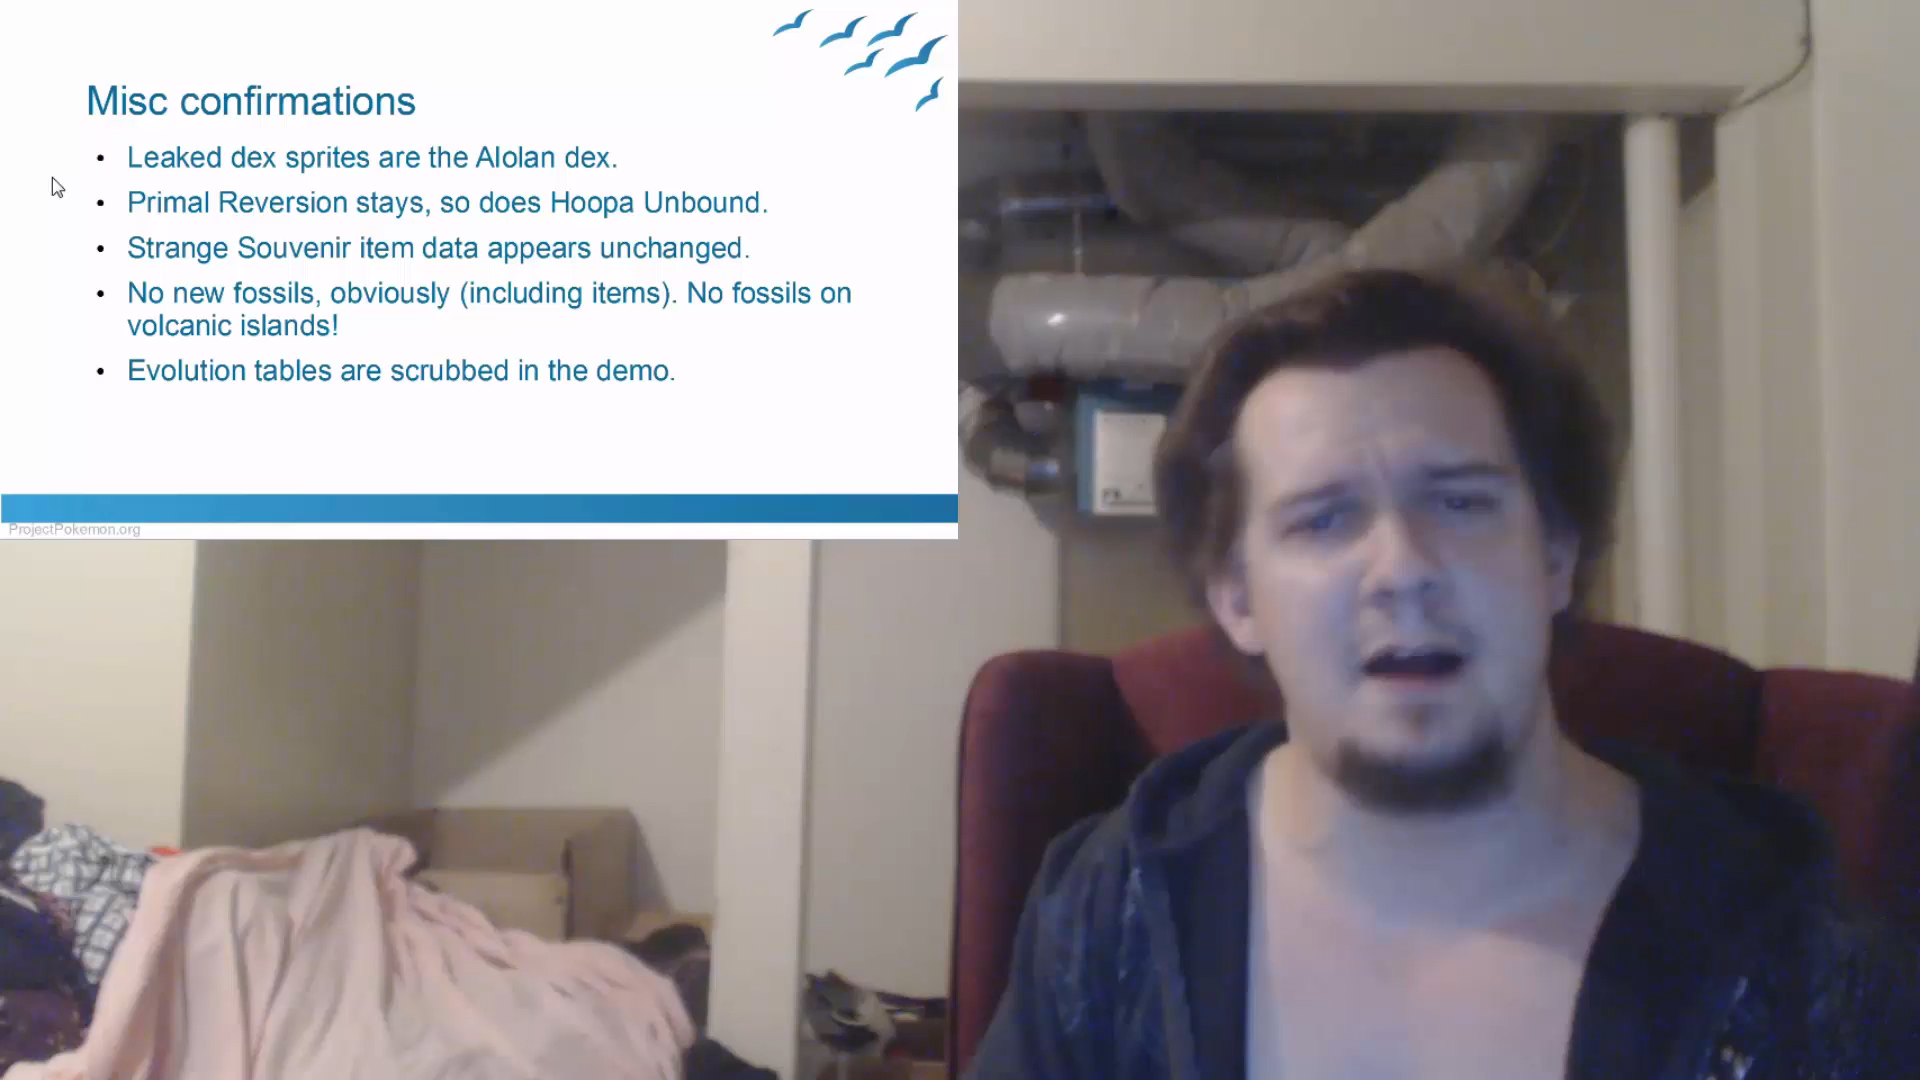 Misc confirmations
• Leaked dex sprites are the Alolan dex.
• Primal Reversion stays, so does Hoopa Unbound.
• Strange Souvenir item data appears unchanged.
• No new fossils, obviously (including items). No fossils on
volcanic islands!
• Evolution tables are scrubbed in the demo.
ProjectPokemon.org